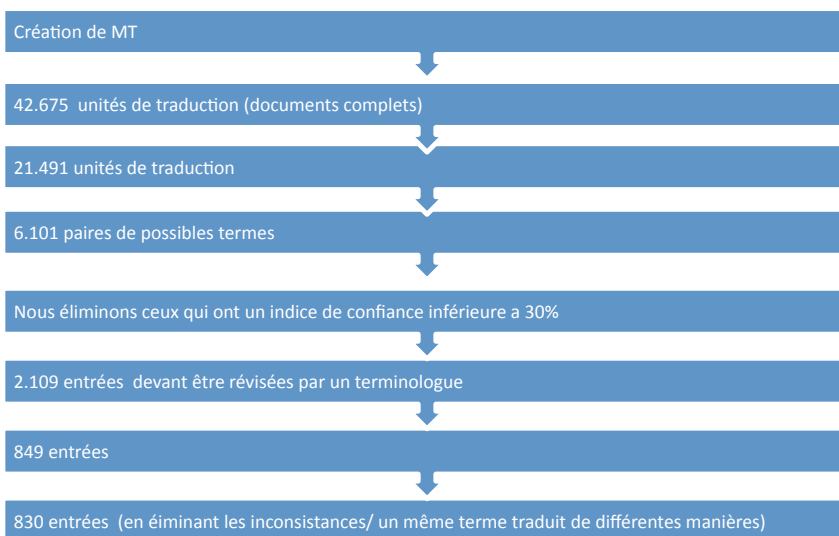 Création de MT
42.675 unités de traduction (documents complets)
21.491 unités de traduction
6.101 paires de possibles termes
Nous éliminons ceux qui ont un indice de confiance inférieure a 30%
2.109 entrées devant être révisées par un terminologue
849 entrées
830 entrées (en éiminant les inconsistances/ un même terme traduit de différentes manières)